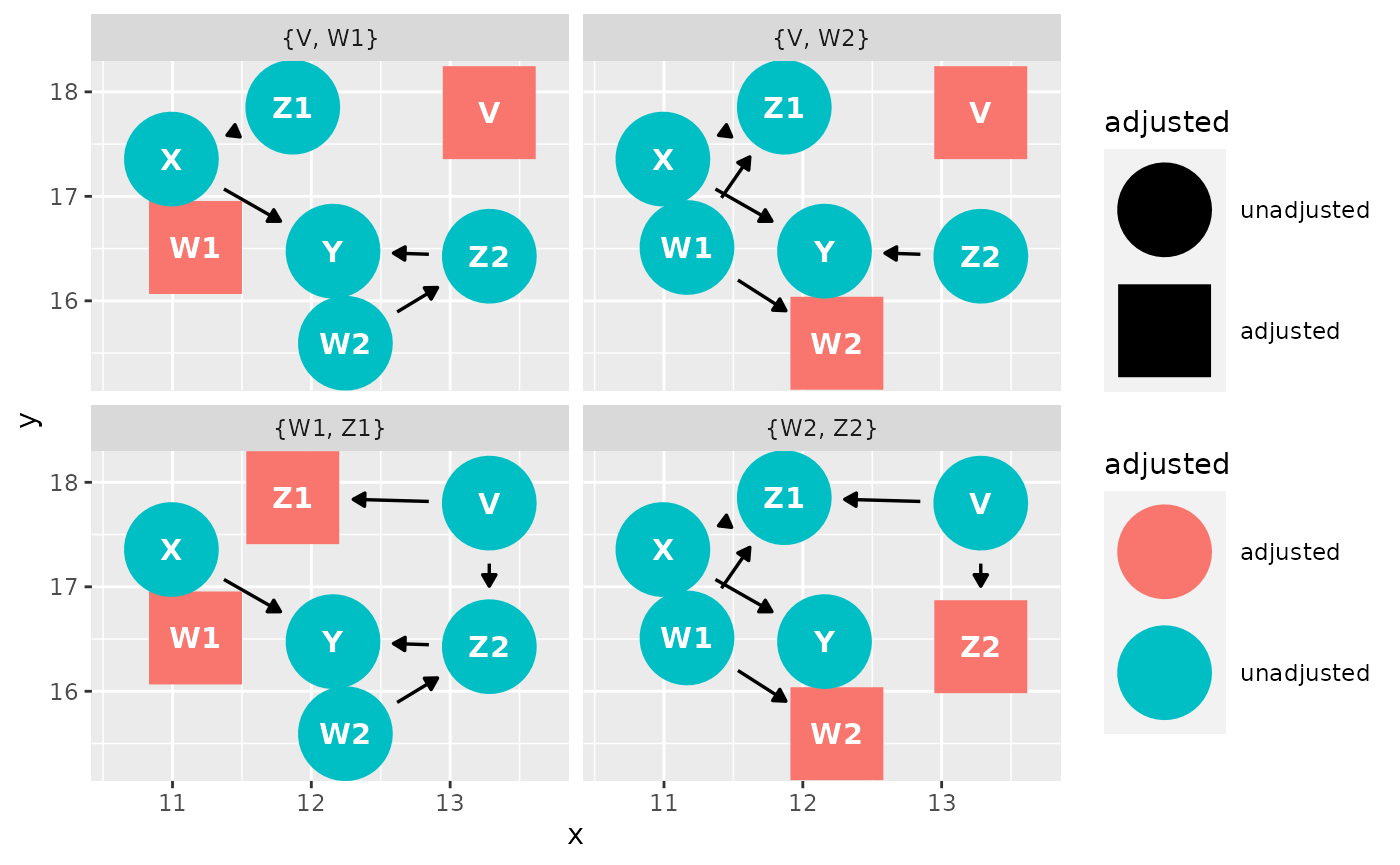 {V, W1}
{V, W2}
18
17
16
Z1
V
X
W1
Y
Z2
W2
Z1
V
X
W1
Y
Z2
W2
y
{W1, Z1}
{W2, Z2}
18
17
16
Z1
V
X
W1
Y
Z2
W2
Z1
V
X
W1
Y
Z2
W2
11
12
13
11
12
13
x
adjusted
unadjusted
adjusted
adjusted
adjusted
unadjusted